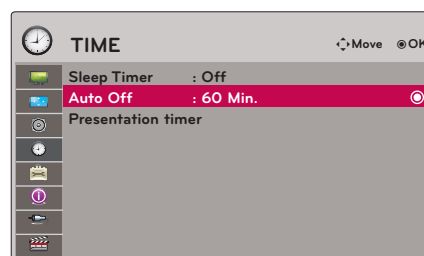 TIME Move OK
Sleep Timer : Off
Auto Off : 60 Min.
Presentation timer